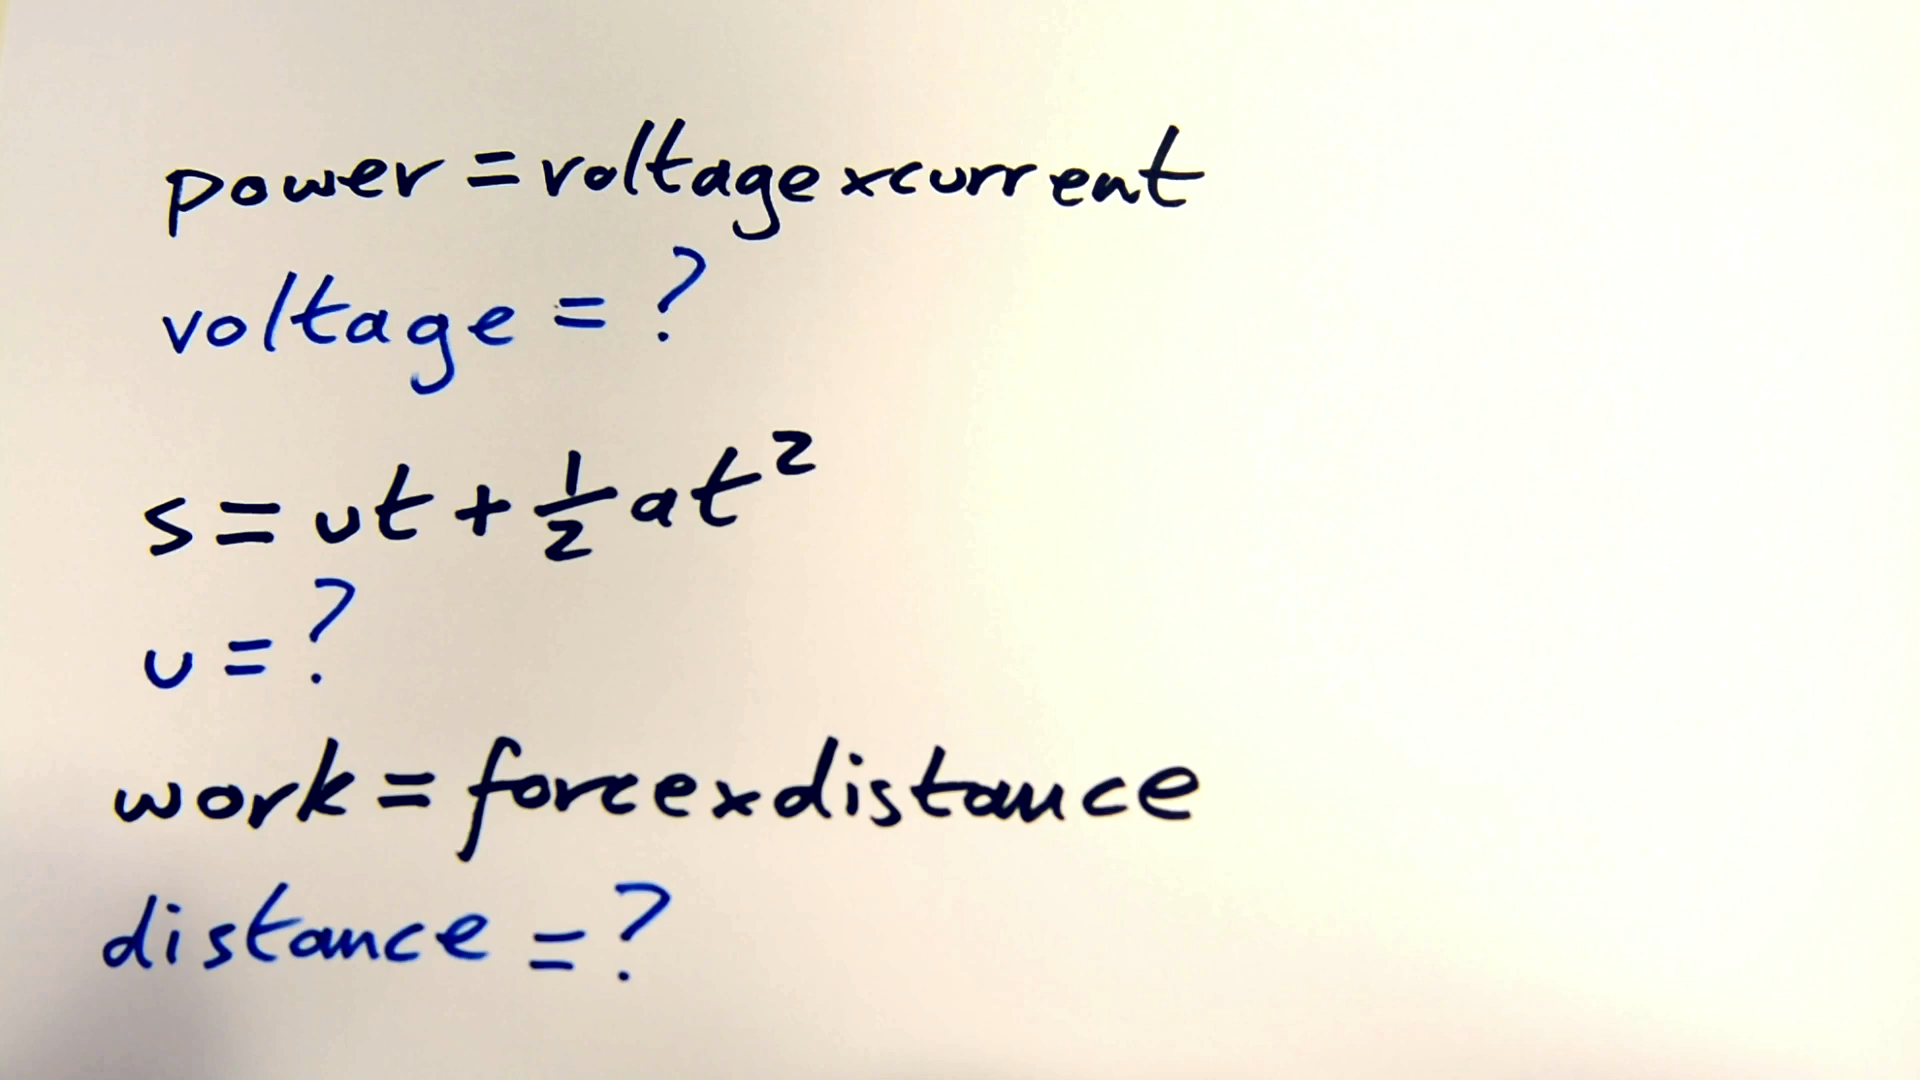 power = voltage x current
voltage = ?
s = ut + ½at²
u = ?
work = force x distance
distance = ?